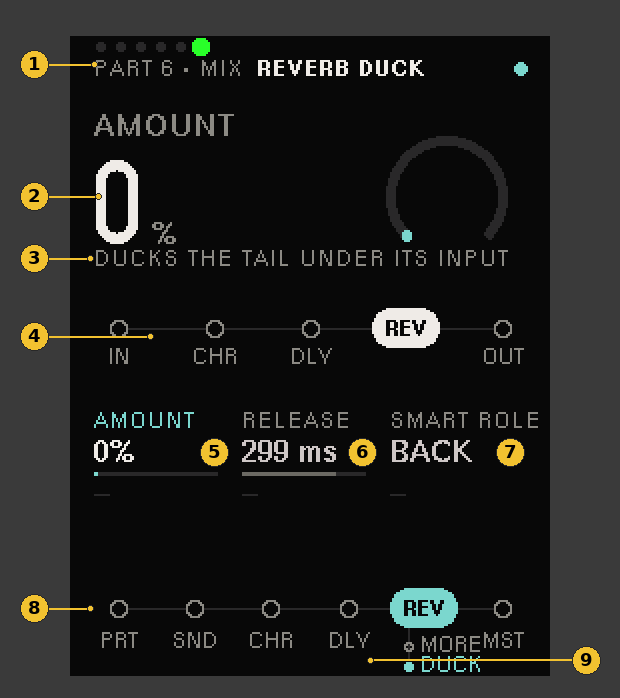 1 PART 6 · MIX REVERB DUCK
AMOUNT
2 0 %
3 DUCKS THE TAIL UNDER ITS INPUT
REV
4
IN CHR DLY OUT
AMOUNT RELEASE SMART ROLE
0% 5 299 ms 6 BACK 7
8 REV
PRT SND CHR DLY MORE MST
DUCK 9